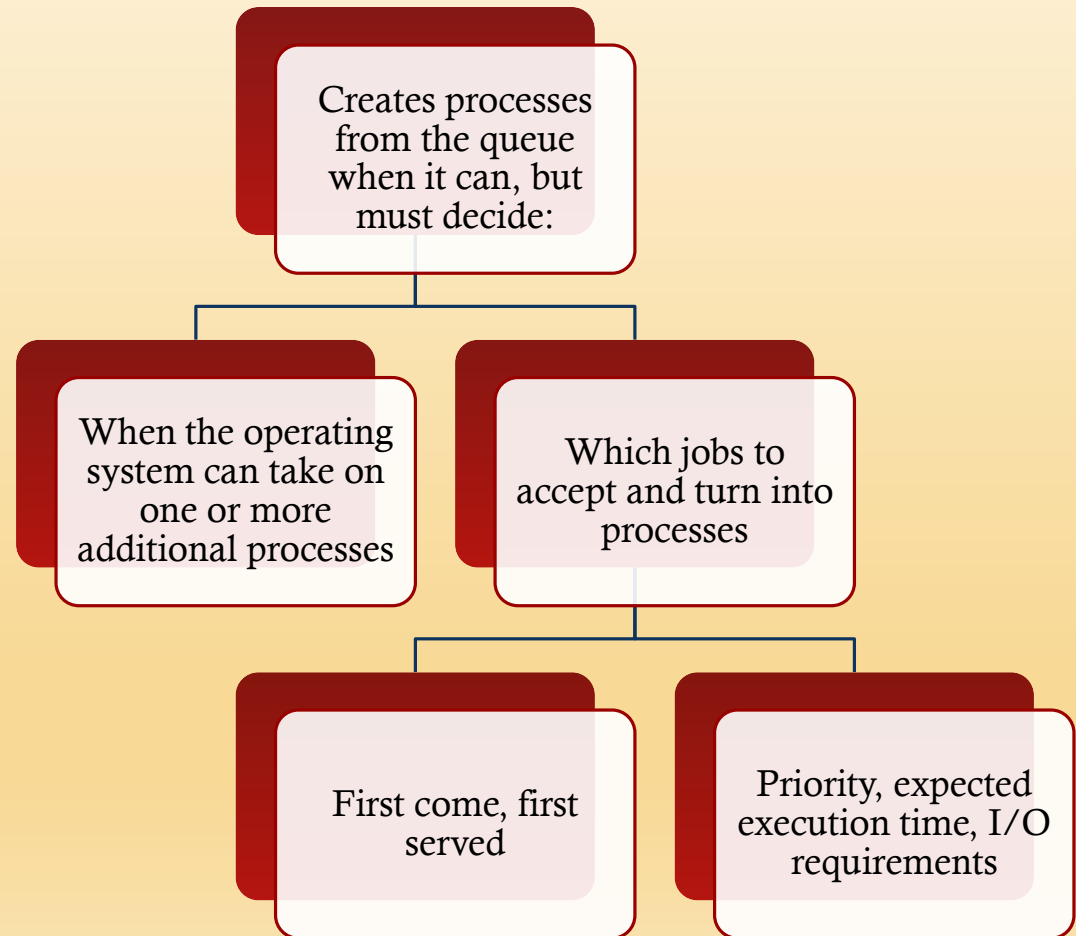 Creates processes
from the queue
when it can, but
must decide:
When the operating
system can take on
one or more
additional processes
Which jobs to
accept and turn into
processes
First come, first
served
Priority, expected
execution time, I/O
requirements